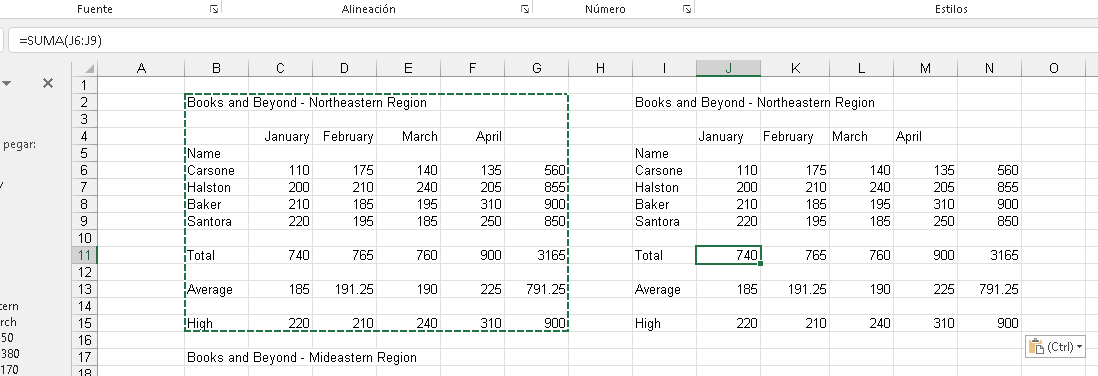 Fuente Alineación Número Estilos
=SUMA(J6:J9)
A B C D E F G H I J K L M N O
1
2 Books and Beyond - Northeastern Region Books and Beyond - Northeastern Region
3
4 January February March April January February March April
pegar:
5 Name Name
6 Carsone 110 175 140 135 560 Carsone 110 175 140 135 560
7 Halston 200 210 240 205 855 Halston 200 210 240 205 855
8 Baker 210 185 195 310 900 Baker 210 185 195 310 900
9 Santora 220 195 185 250 850 Santora 220 195 185 250 850
10
11 Total 740 765 760 900 3165 Total 740 765 760 900 3165
12
13 Average 185 191.25 190 225 791.25 Average 185 191.25 190 225 791.25
14
tern
15 High 220 210 240 310 900 High 220 210 240 310 900
rch
16
50
(Ctrl)
17 Books and Beyond - Mideastern Region
380
18
170